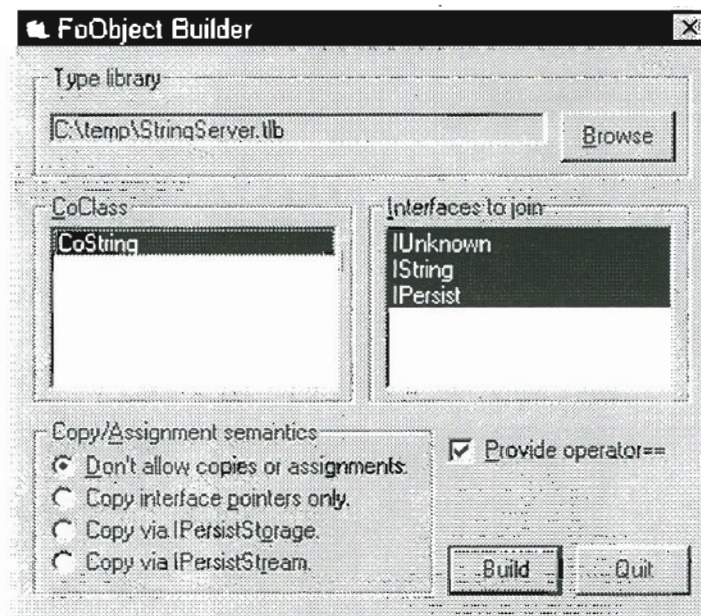 FoObject Builder
Type library
C:\temp\StringServer.tlb
Browse
CoClass
CoString
Interfaces to join
IUnknown
IString
IPersist
Copy/Assignment semantics
Don't allow copies or assignments.
Copy interface pointers only.
Copy via IPersistStorage.
Copy via IPersistStream.
Provide operator==
Build
Quit